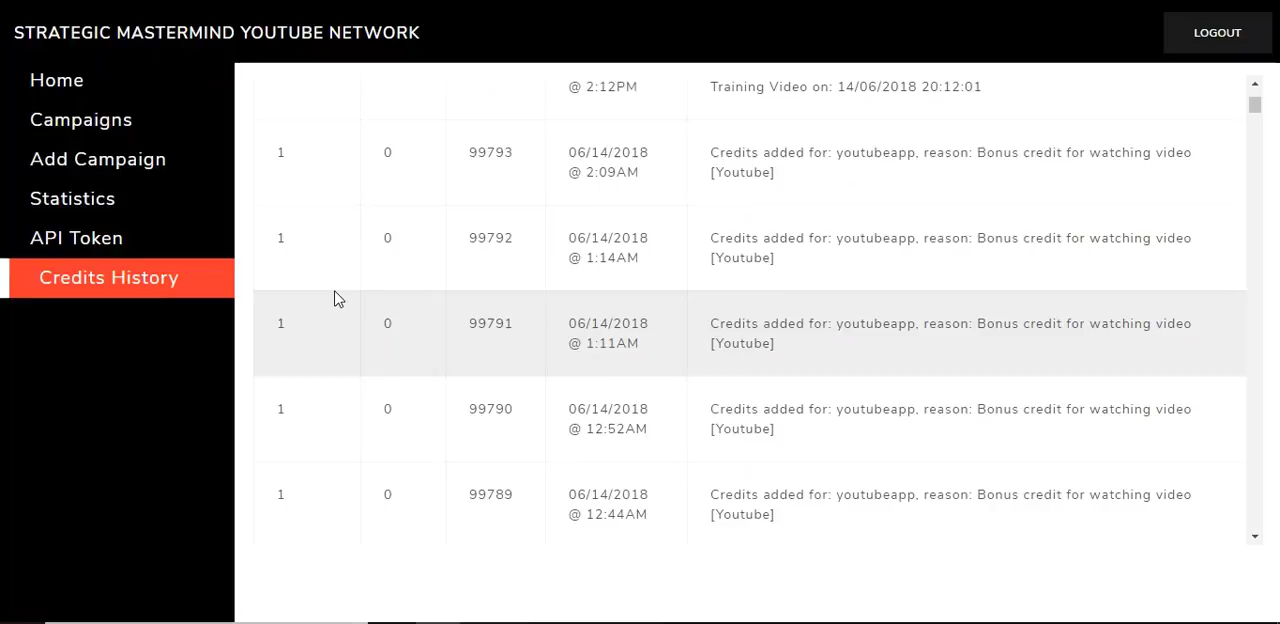 STRATEGIC MASTERMIND YOUTUBE NETWORK
LOGOUT
Home
Campaigns
Add Campaign
Statistics
API Token
Credits History
@ 2:12PM Training Video on: 14/06/2018 20:12:01
1 0 99793 06/14/2018 Credits added for: youtubeapp, reason: Bonus credit for watching video
@ 2:09AM [Youtube]
1 0 99792 06/14/2018 Credits added for: youtubeapp, reason: Bonus credit for watching video
@ 1:14AM [Youtube]
1 0 99791 06/14/2018 Credits added for: youtubeapp, reason: Bonus credit for watching video
@ 1:11AM [Youtube]
1 0 99790 06/14/2018 Credits added for: youtubeapp, reason: Bonus credit for watching video
@ 12:52AM [Youtube]
1 0 99789 06/14/2018 Credits added for: youtubeapp, reason: Bonus credit for watching video
@ 12:44AM [Youtube]